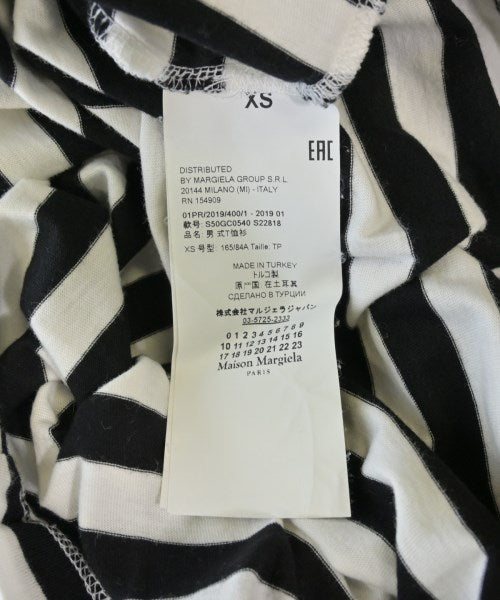 XS
EAC
DISTRIBUTED
BY MARGIELA GROUP S.R.L
20144 MILANO (MI) - ITALY
RN 154909
01PR/2019/400/1 - 2019 01
款号: S50GC0540 S22818
品名: 男式T恤衫
XS 号型: 165/84A Taille: TP
MADE IN TURKEY
トルコ製
原产国 在土耳其
СДЕЛАНО В ТУРЦИИ
株式会社マルジェラジャパン
03-5725-2333
0 1 2 3 4 5 6 7 8 9
10 11 12 13 14 15 16
17 18 19 20 21 22 23
Maison Margiela
PARIS